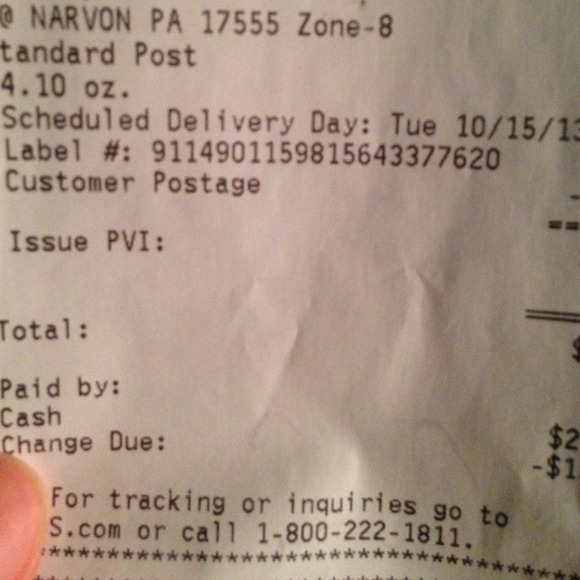 @ NARVON PA 17555 Zone-8
tandard Post
4.10 oz.
Scheduled Delivery Day: Tue 10/15/13
Label #: 9114901159815643377620
Customer Postage -
Issue PVI: ==
Total: $
Paid by:
Cash $2
Change Due: -$1
For tracking or inquiries go to
S.com or call 1-800-222-1811.
************************************